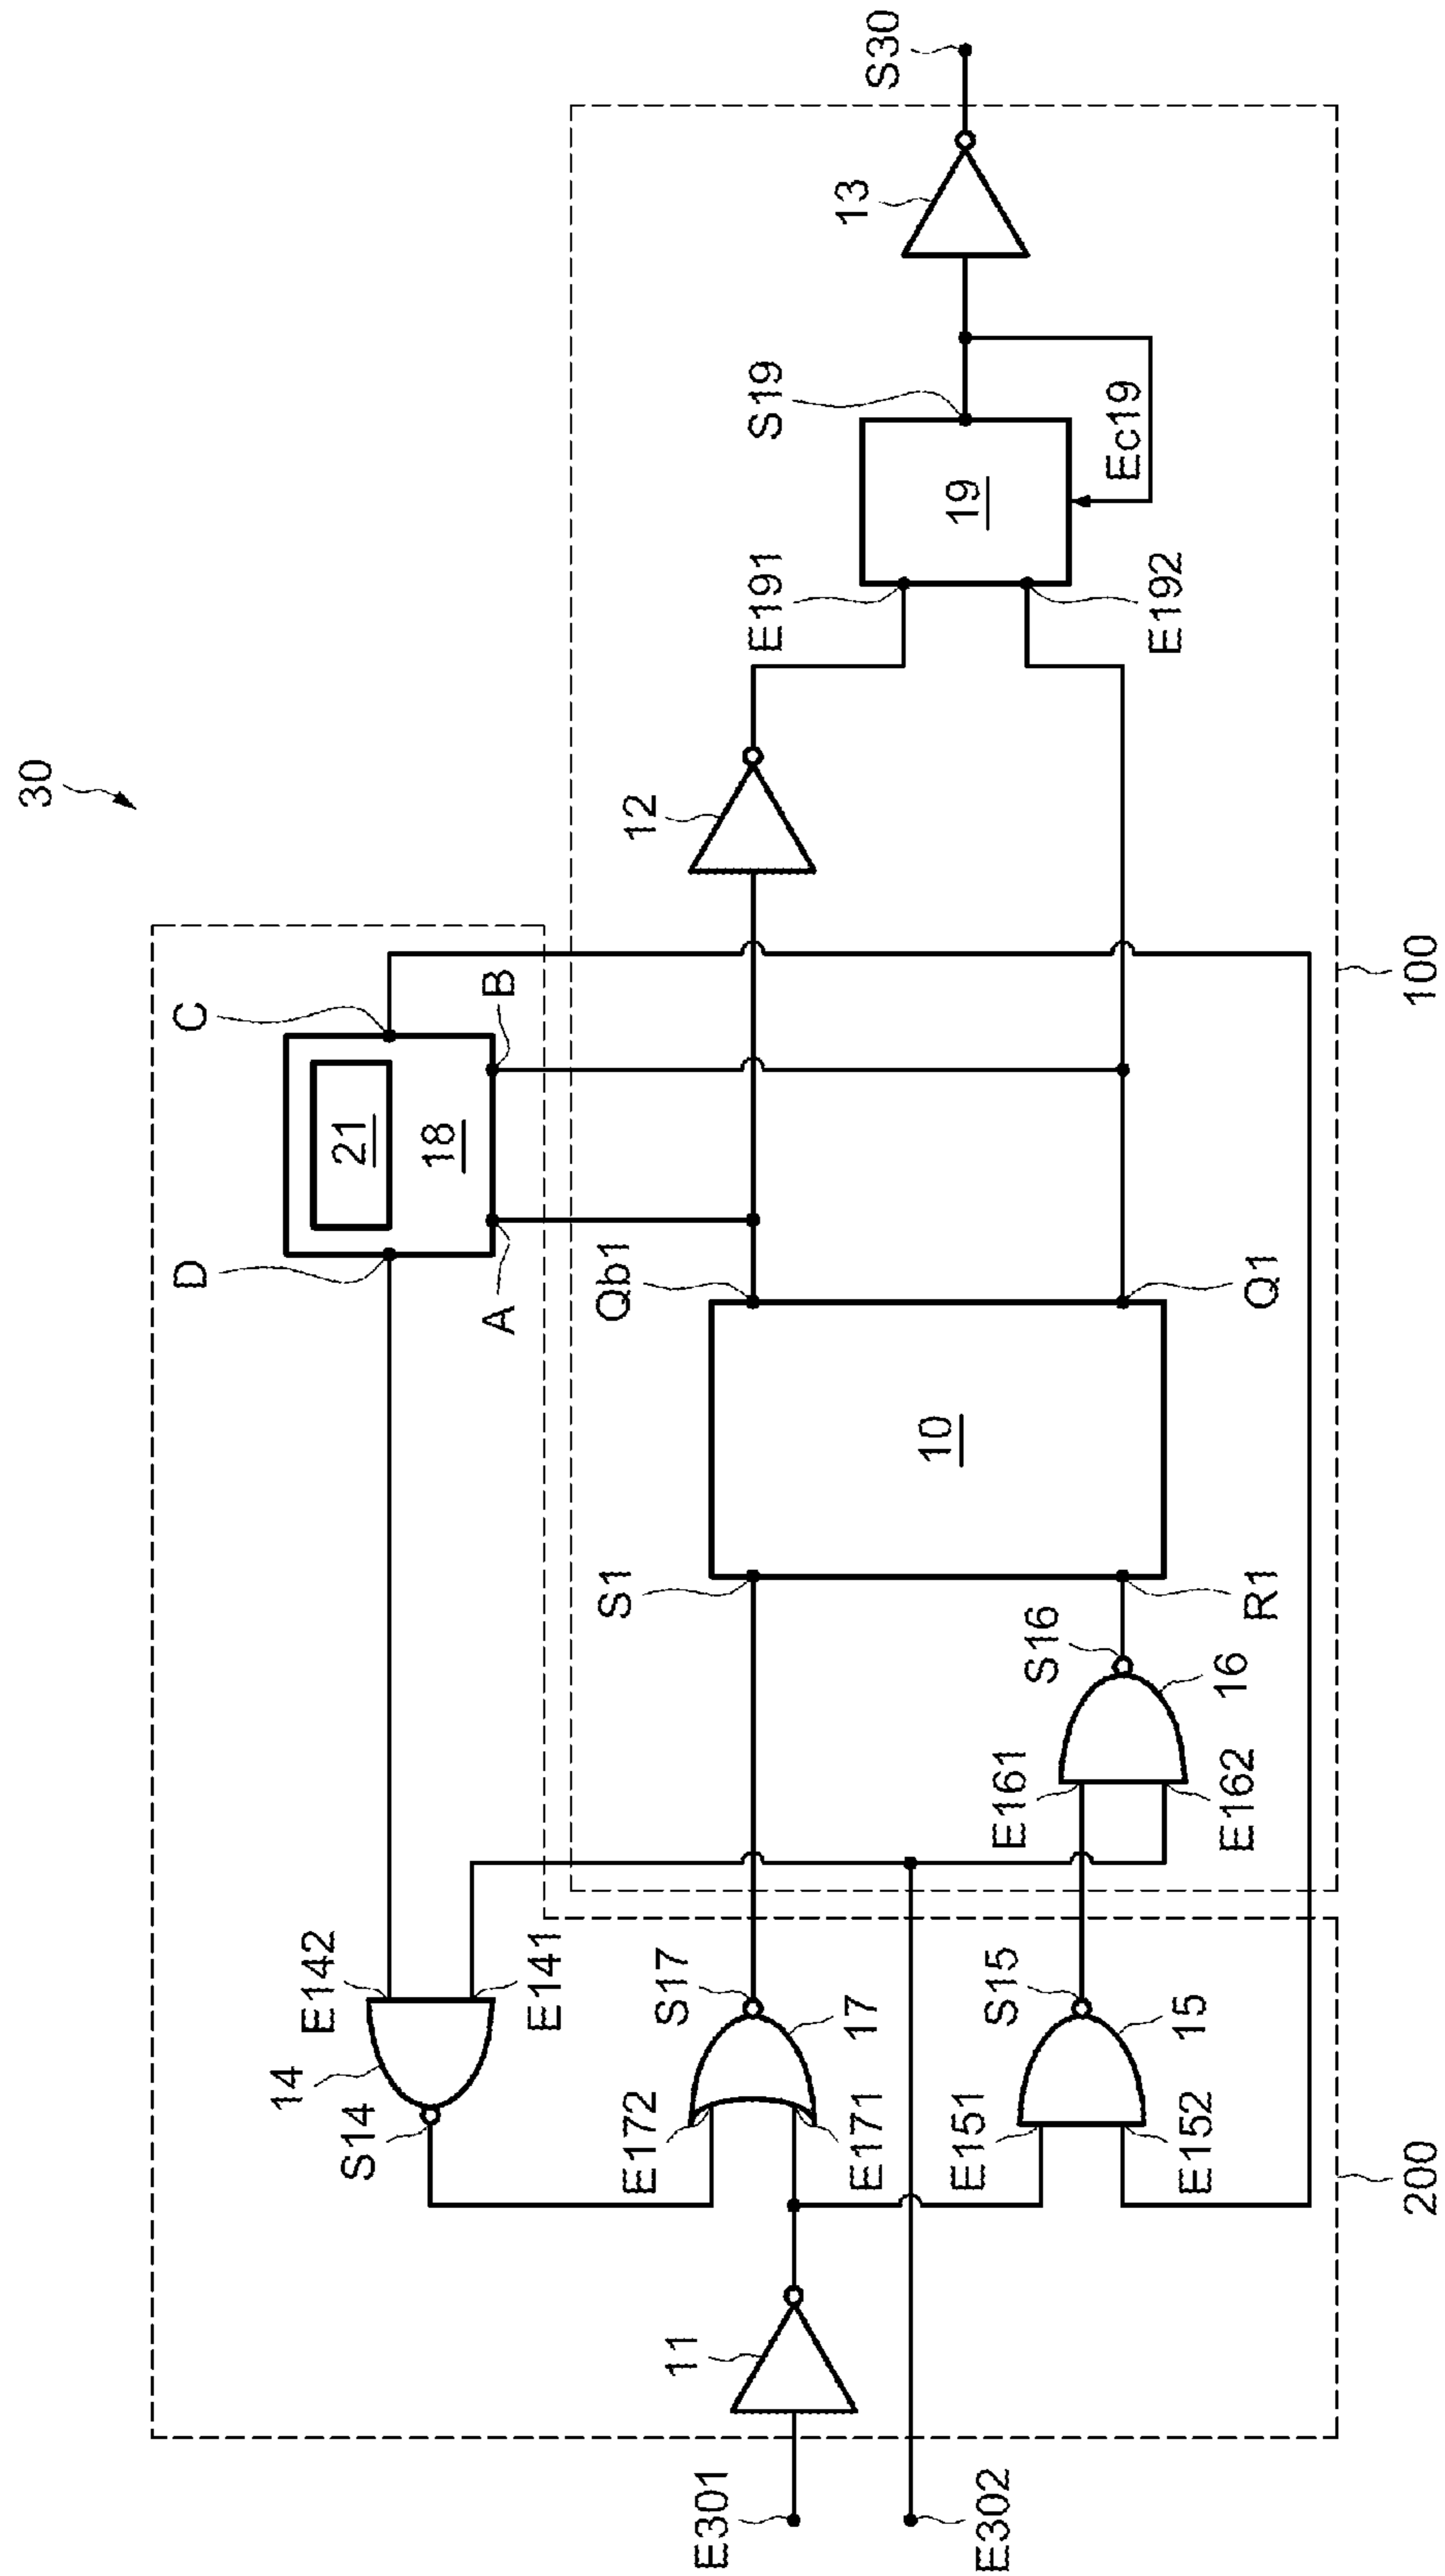 30
S30
13
S19
19
Ec19
E191
E192
12
100
C
B
21
18
D
A
Qb1
Q1
10
S1
R1
S16
16
E161
E162
E142
E141
14
S14
S17
17
E172
E171
S15
15
E151
E152
200
11
E301
E302